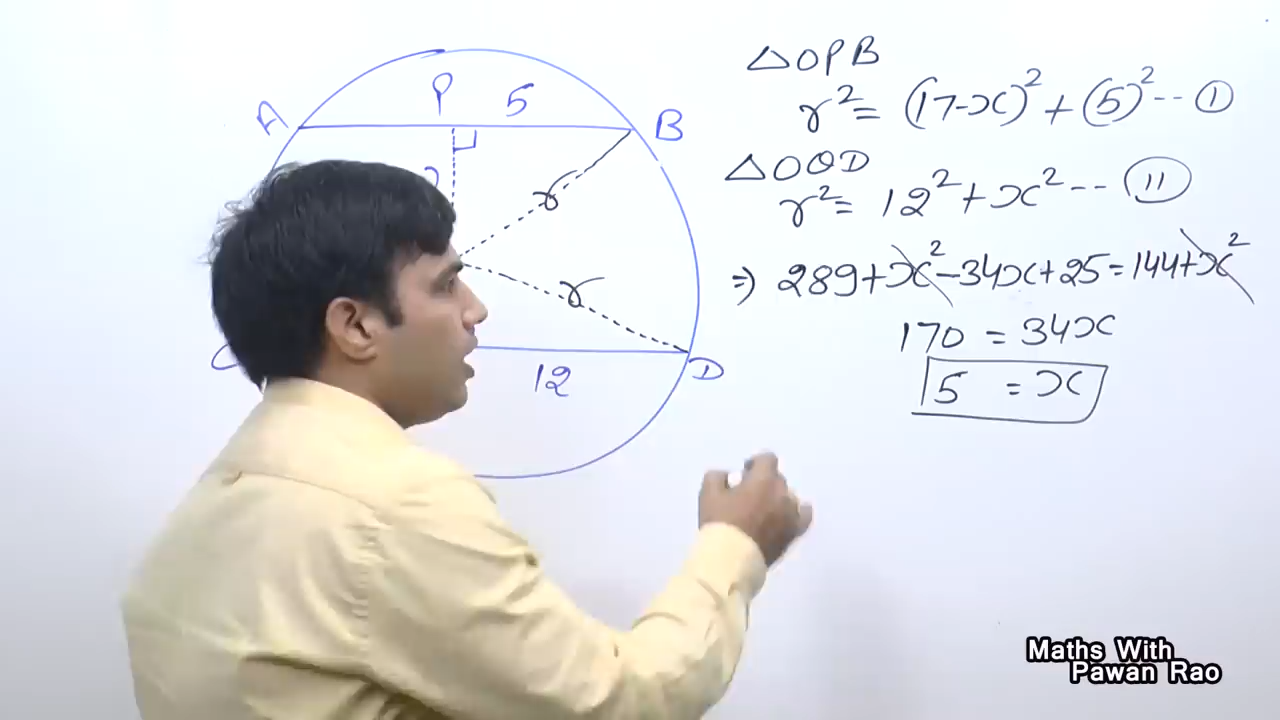 △OPB
r² = (17-x)² + (5)² --- ①
△OQD
r² = 12² + x² --- ⑪
⇒ 289 + x² - 34x + 25 = 144 + x²
170 = 34x
5 = x
P 5
A B
r
r
D
12
Maths With
Pawan Rao